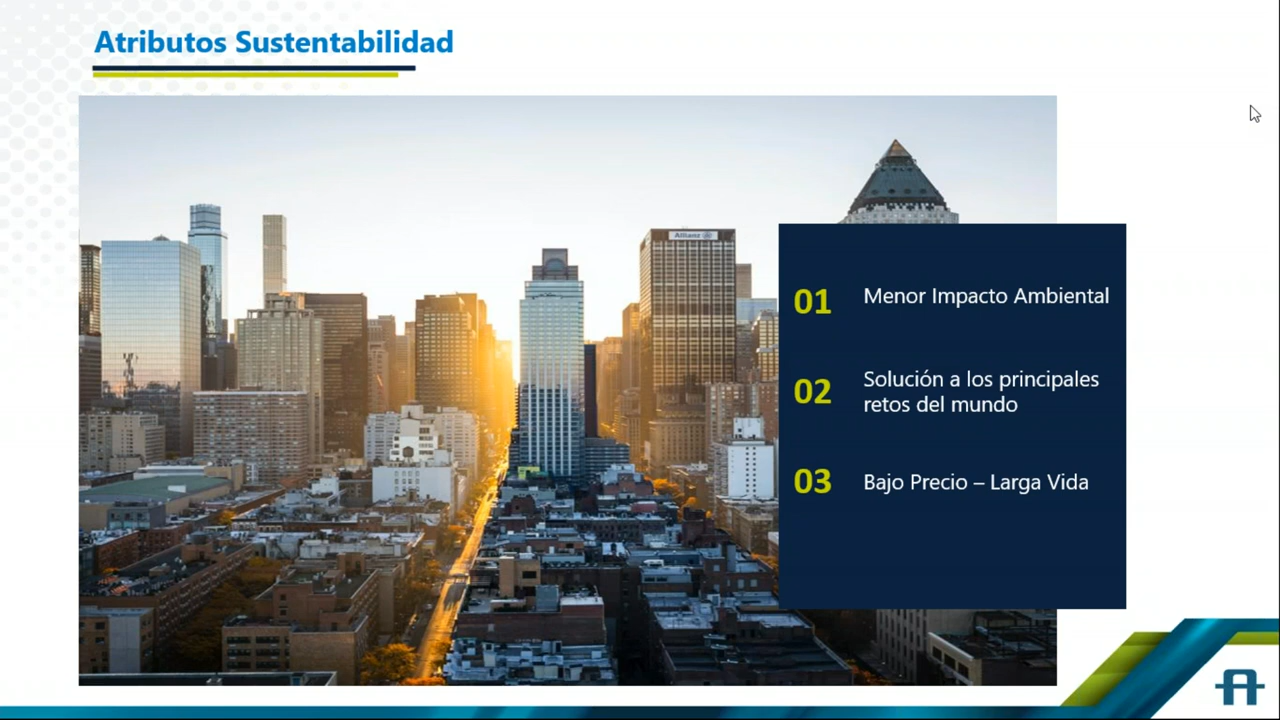 Atributos Sustentabilidad
Allianz
01
Menor Impacto Ambiental
02
Solución a los principales
retos del mundo
03
Bajo Precio – Larga Vida